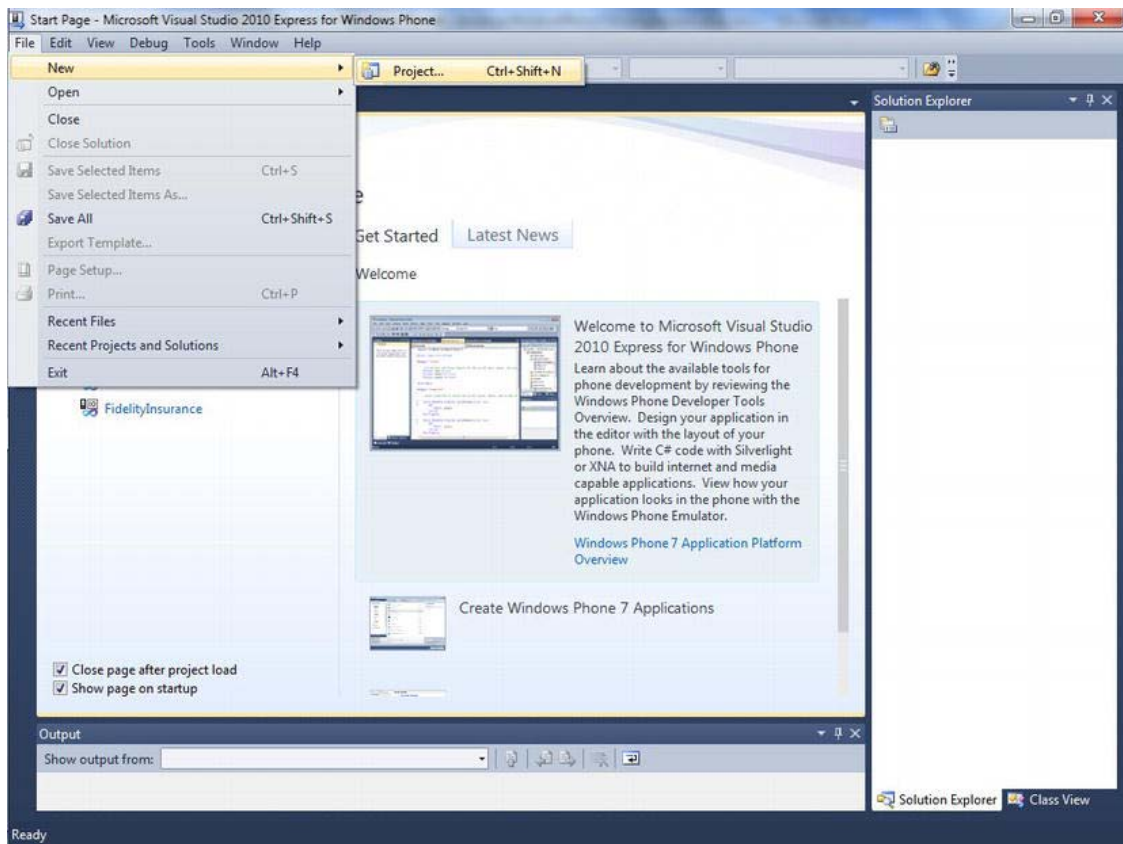 Start Page - Microsoft Visual Studio 2010 Express for Windows Phone
File Edit View Debug Tools Window Help
New
Project... Ctrl+Shift+N
Open
Close
Close Solution
Save Selected Items Ctrl+S
Save Selected Items As...
Save All Ctrl+Shift+S
Export Template...
Page Setup...
Print... Ctrl+P
Recent Files
Recent Projects and Solutions
Exit Alt+F4
FidelityInsurance
Close page after project load
Show page on startup
e
Get Started Latest News
Welcome
Welcome to Microsoft Visual Studio
2010 Express for Windows Phone
Learn about the available tools for
phone development by reviewing the
Windows Phone Developer Tools
Overview. Design your application in
the editor with the layout of your
phone. Write C# code with Silverlight
or XNA to build internet and media
capable applications. View how your
application looks in the phone with the
Windows Phone Emulator.
Windows Phone 7 Application Platform
Overview
Create Windows Phone 7 Applications
Solution Explorer
Output
Show output from:
Solution Explorer Class View
Ready